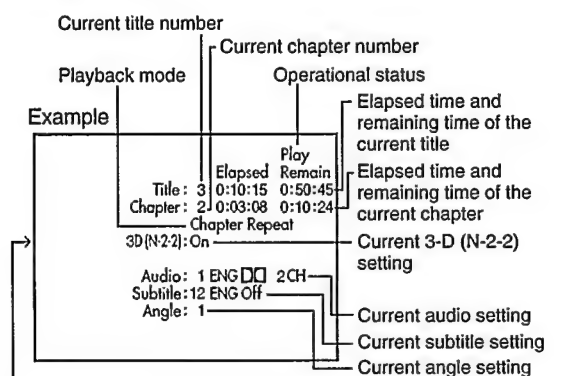 Current title number
Current chapter number
Playback mode
Operational status
Example
Elapsed time and
remaining time of the
current title
Play
Elapsed Remain
Title : 3 0:10:15 0:50:45
Chapter : 2 0:03:08 0:10:24
Elapsed time and
remaining time of the
current chapter
Chapter Repeat
3D(N-2-2): On
Current 3-D (N-2-2)
setting
Audio: 1 ENG 2CH
Subtitle: 12 ENG Off
Angle: 1
Current audio setting
Current subtitle setting
Current angle setting